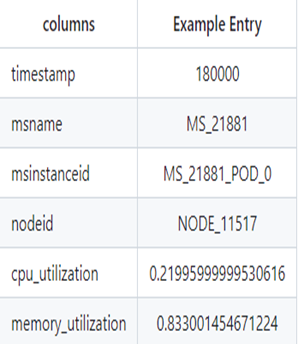 columns Example Entry
timestamp 180000
msname MS_21881
msinstanceid MS_21881_POD_0
nodeid NODE_11517
cpu_utilization 0.21995999999530616
memory_utilization 0.833001454671224